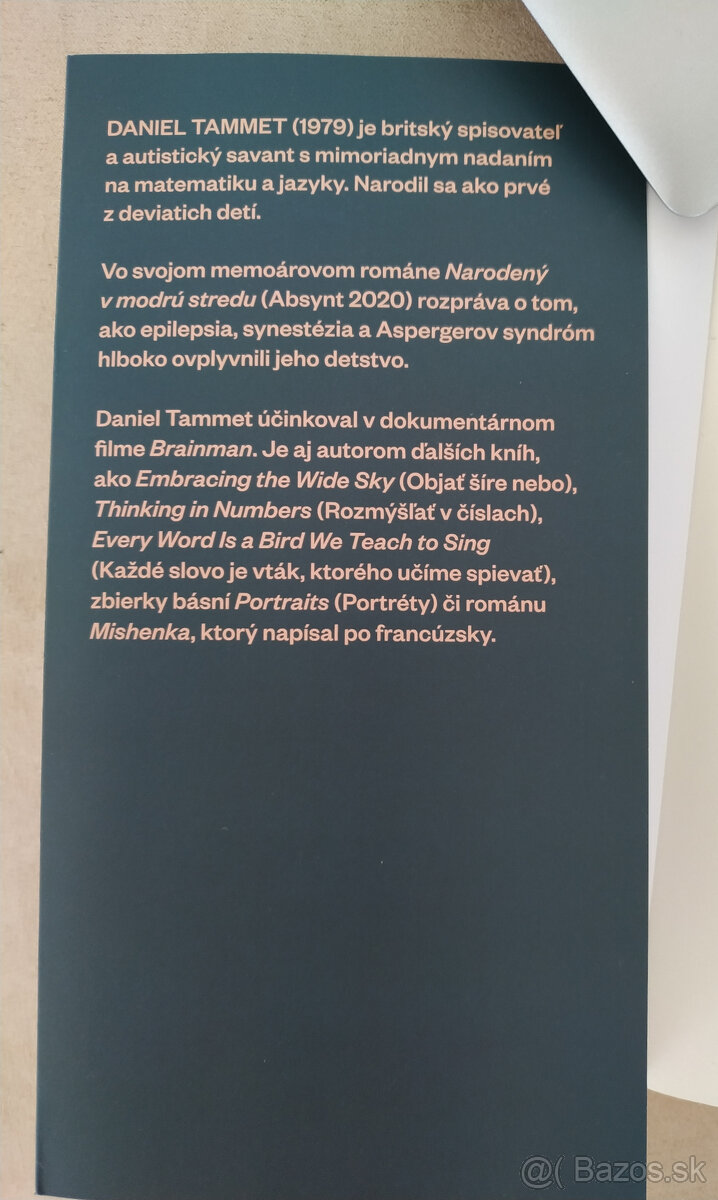 DANIEL TAMMET (1979) je britský spisovateľ
a autistický savant s mimoriadnym nadaním
na matematiku a jazyky. Narodil sa ako prvé
z deviatich detí.
Vo svojom memoárovom románe Narodený
v modrú stredu (Absynt 2020) rozpráva o tom,
ako epilepsia, synestézia a Aspergerov syndróm
hlboko ovplyvnili jeho detstvo.
Daniel Tammet účinkoval v dokumentárnom
filme Brainman. Je aj autorom ďalších kníh,
ako Embracing the Wide Sky (Objať šíre nebo),
Thinking in Numbers (Rozmýšľať v číslach),
Every Word Is a Bird We Teach to Sing
(Každé slovo je vták, ktorého učíme spievať),
zbierky básní Portraits (Portréty) či románu
Mishenka, ktorý napísal po francúzsky.
@( Bazos.sk